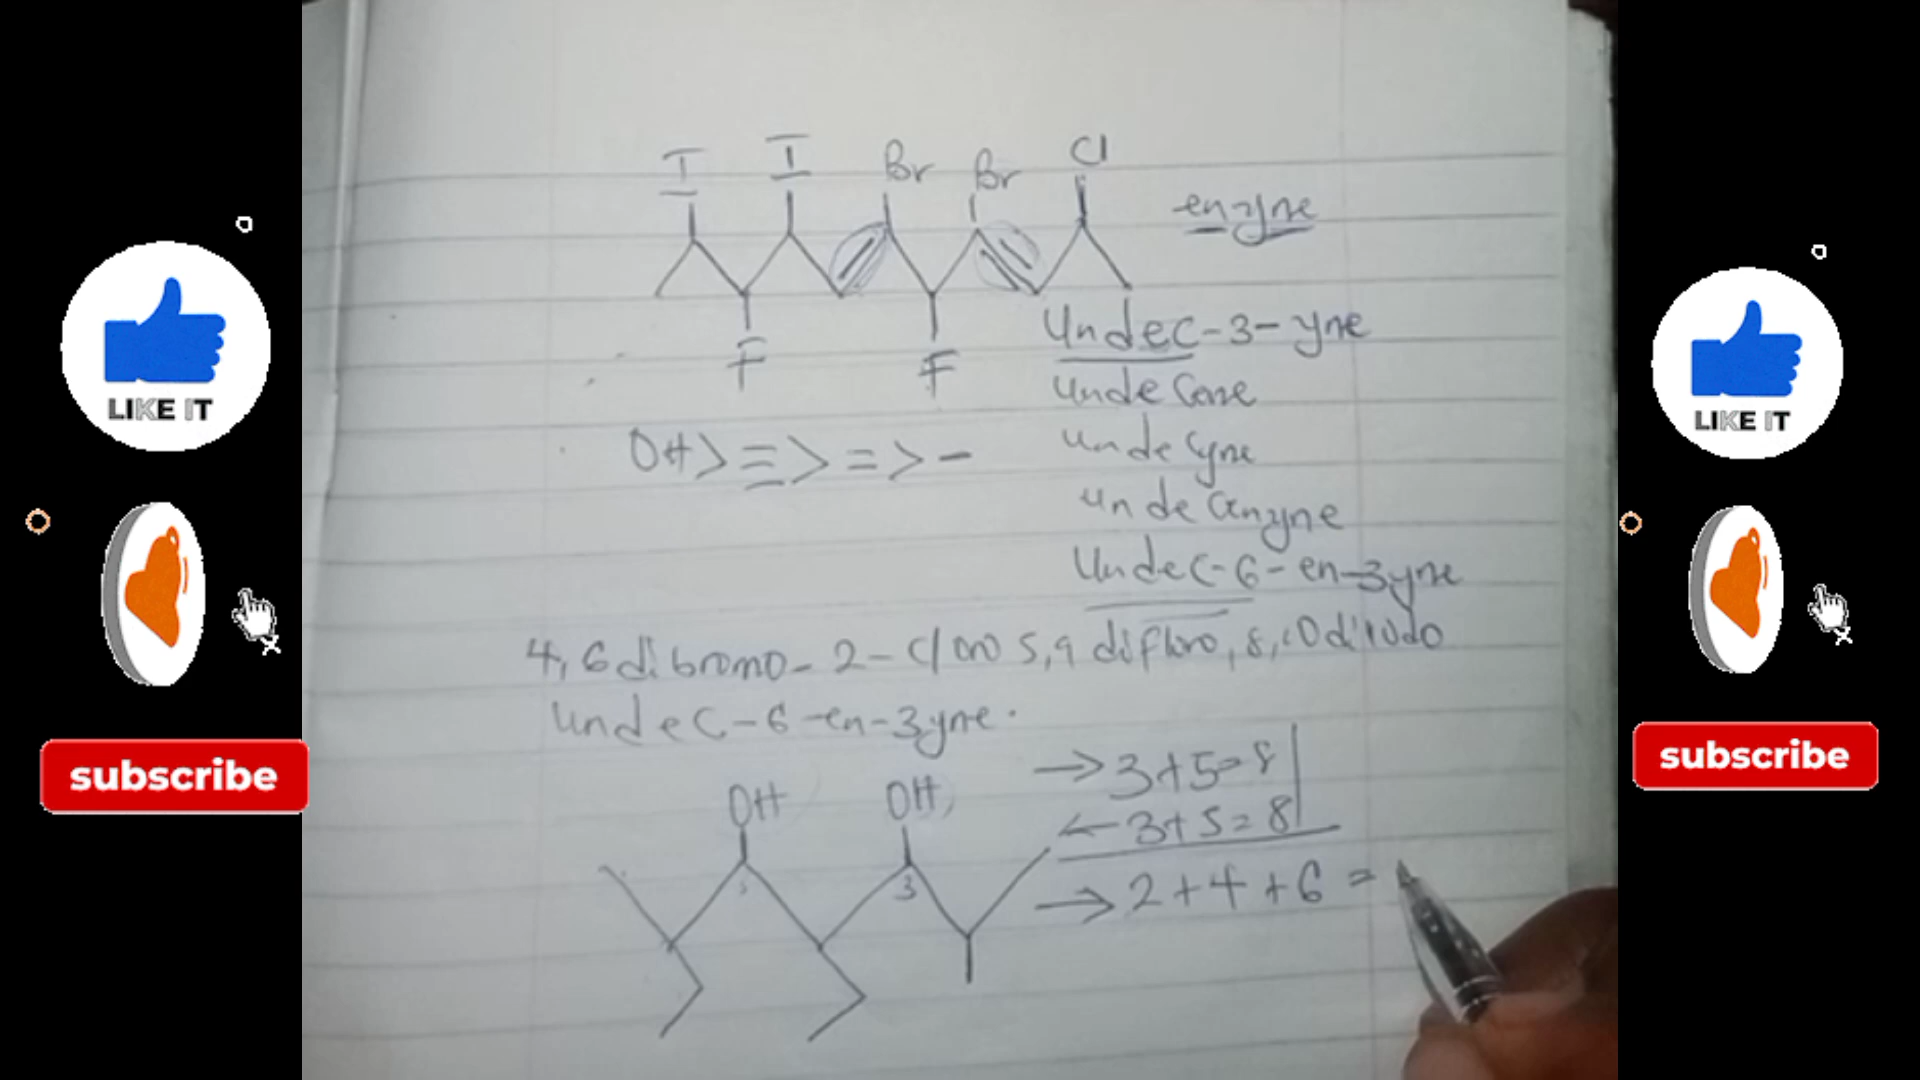 I I Br Br Cl
en-yne
F F
Undec-3-yne
undecane
OH>≡>=>-
undecyne
undecenyne
Undec-6-en-3yne
4,6 dibromo-2-cloro 5,9 difloro, 8,10 diiodo
undec-6-en-3yne.
→ 3+5=8
OH OH
← 3+5=8
3
→ 2+4+6=
LIKE IT
subscribe
LIKE IT
subscribe